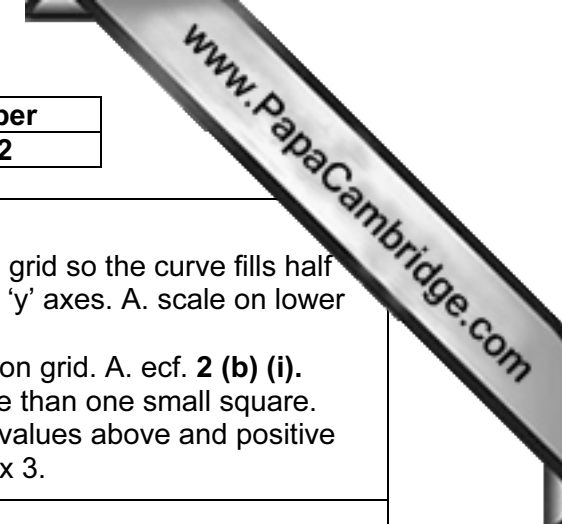 per
2
www.PapaCambridge.com
grid so the curve fills half
'y' axes. A. scale on lower
on grid. A. ecf. 2 (b) (i).
e than one small square.
values above and positive
x 3.